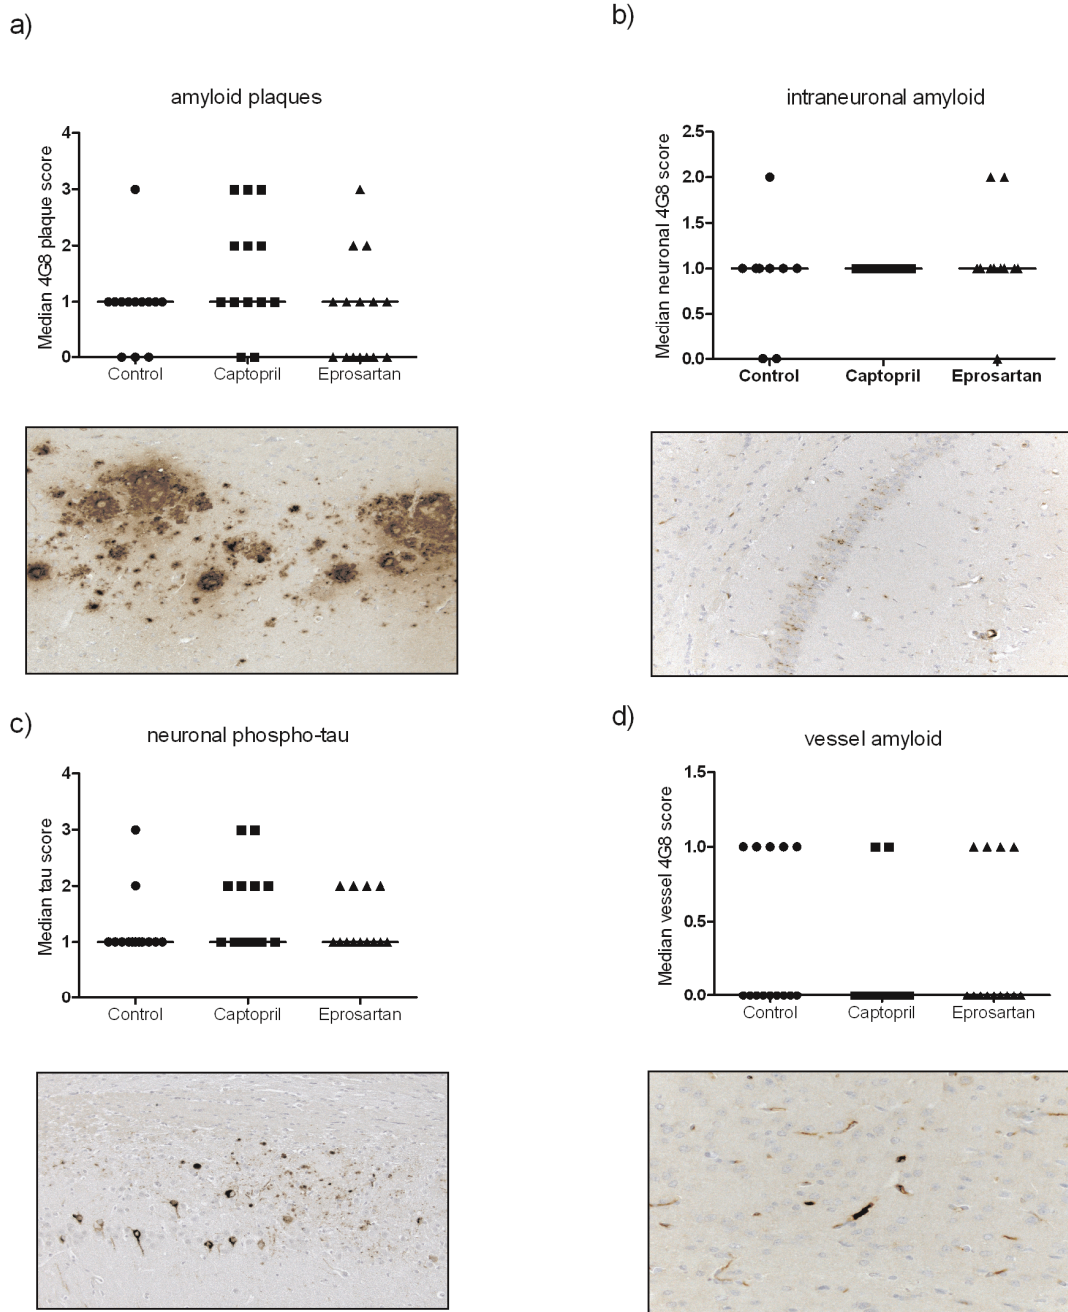 a)
amyloid plaques
Median 4G8 plaque score
4
3
2
1
0
Control Captopril Eprosartan
b)
intraneuronal amyloid
Median neuronal 4G8 score
2.5
2.0
1.5
1.0
0.5
0.0
Control Captopril Eprosartan
c)
neuronal phospho-tau
Median tau score
4
3
2
1
0
Control Captopril Eprosartan
d)
vessel amyloid
Median vessel 4G8 score
1.5
1.0
0.5
0.0
Control Captopril Eprosartan